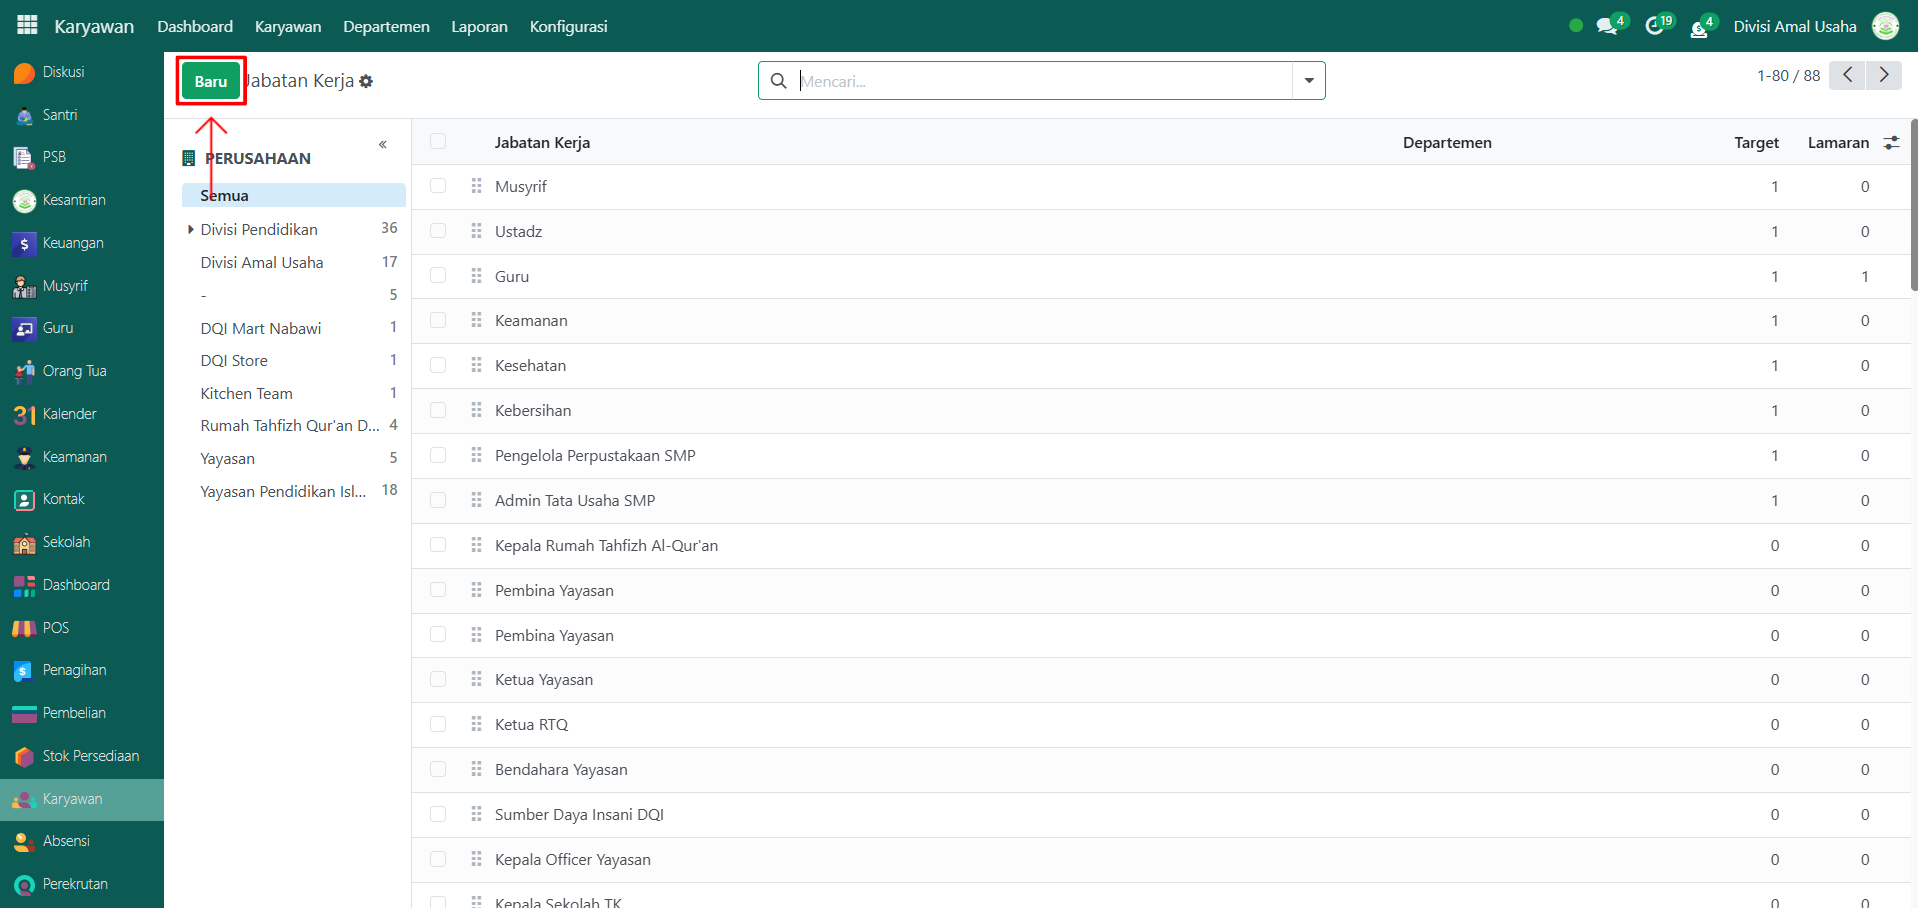 Karyawan Dashboard Karyawan Departemen Laporan Konfigurasi 4 19 4 Divisi Amal Usaha
Diskusi
Santri
PSB
Kesantrian
Keuangan
Musyrif
Guru
Orang Tua
31 Kalender
Keamanan
Kontak
Sekolah
Dashboard
POS
Penagihan
Pembelian
Stok Persediaan
Karyawan
Absensi
Perekrutan
Baru Jabatan Kerja Mencari... 1-80 / 88
PERUSAHAAN
Semua
Divisi Pendidikan 36
Divisi Amal Usaha 17
- 5
DQI Mart Nabawi 1
DQI Store 1
Kitchen Team 1
Rumah Tahfizh Qur'an D... 4
Yayasan 5
Yayasan Pendidikan Isl... 18
Jabatan Kerja Departemen Target Lamaran
Musyrif 1 0
Ustadz 1 0
Guru 1 1
Keamanan 1 0
Kesehatan 1 0
Kebersihan 1 0
Pengelola Perpustakaan SMP 1 0
Admin Tata Usaha SMP 1 0
Kepala Rumah Tahfizh Al-Qur'an 0 0
Pembina Yayasan 0 0
Pembina Yayasan 0 0
Ketua Yayasan 0 0
Ketua RTQ 0 0
Bendahara Yayasan 0 0
Sumber Daya Insani DQI 0 0
Kepala Officer Yayasan 0 0
Kepala Sekolah TK 0 0